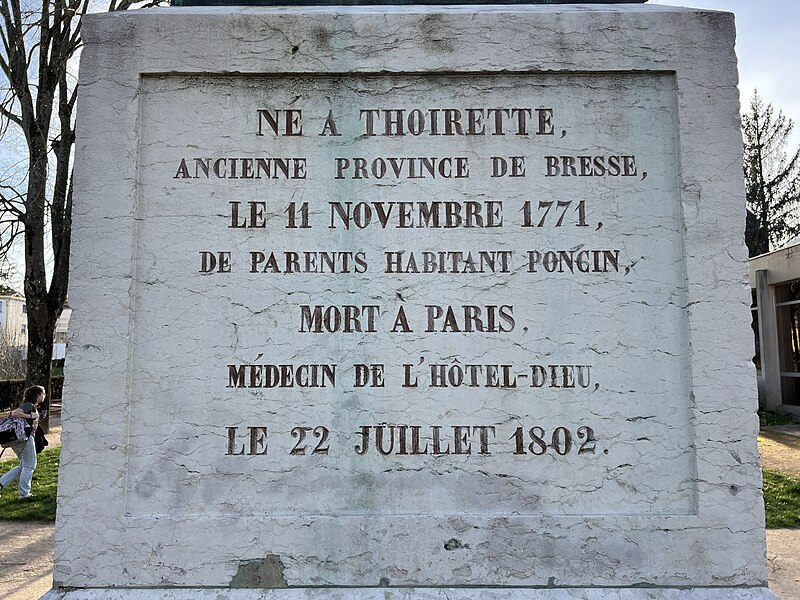 NÉ À THOIRETTE,
ANCIENNE PROVINCE DE BRESSE,
LE 11 NOVEMBRE 1771,
DE PARENTS HABITANT PONCIN,
MORT À PARIS,
MÉDECIN DE L'HÔTEL-DIEU,
LE 22 JUILLET 1802.